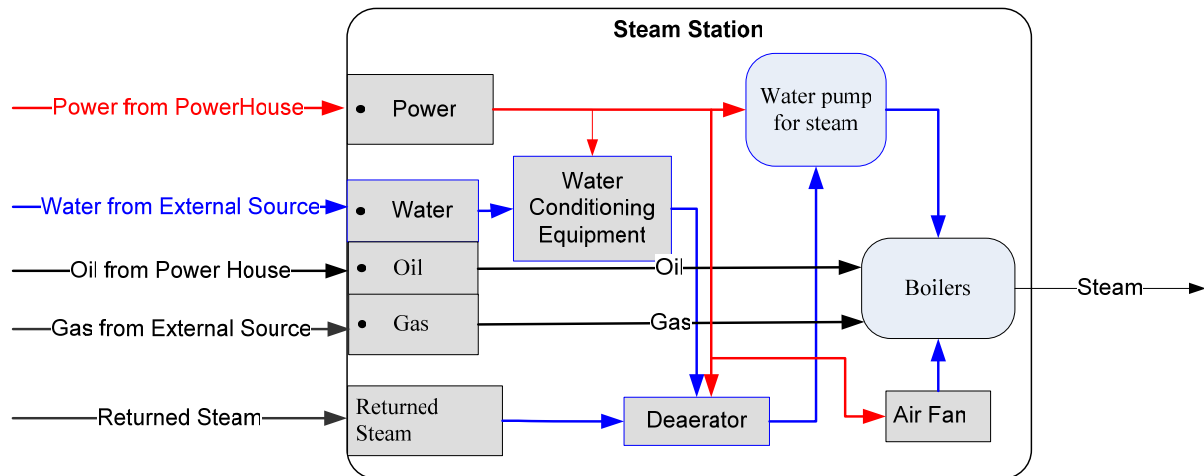 Steam Station
Power from PowerHouse
Power
Water pump
for steam
Water from External Source
Water
Water
Conditioning
Equipment
Oil from Power House
Oil
Oil
Boilers
Steam
Gas from External Source
Gas
Gas
Returned Steam
Returned
Steam
Deaerator
Air Fan